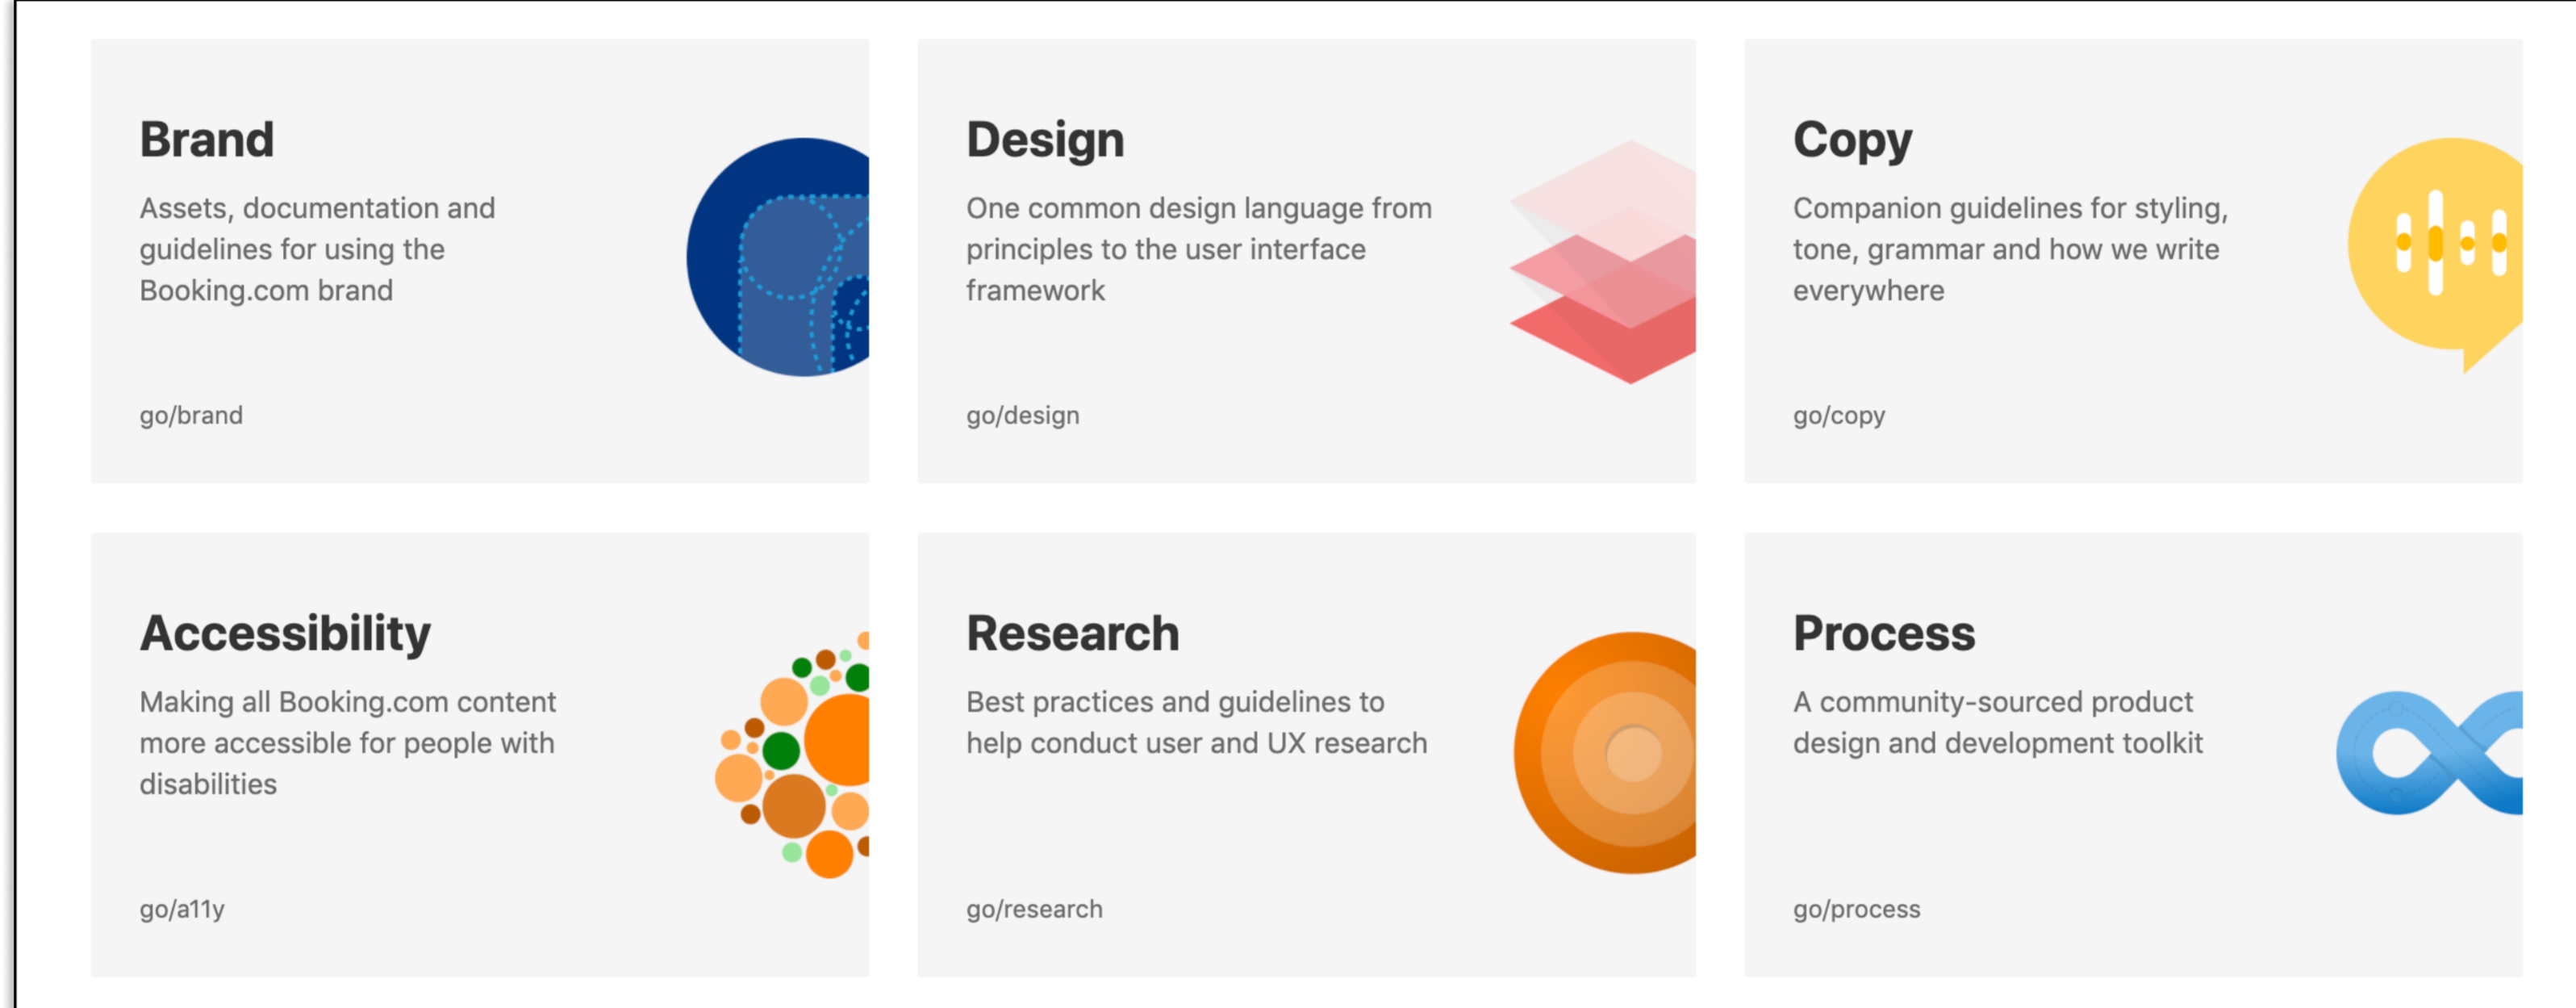 Brand
Assets, documentation and
guidelines for using the
Booking.com brand
go/brand
Design
One common design language from
principles to the user interface
framework
go/design
Copy
Companion guidelines for styling,
tone, grammar and how we write
everywhere
go/copy
Accessibility
Making all Booking.com content
more accessible for people with
disabilities
go/a11y
Research
Best practices and guidelines to
help conduct user and UX research
go/research
Process
A community-sourced product
design and development toolkit
go/process